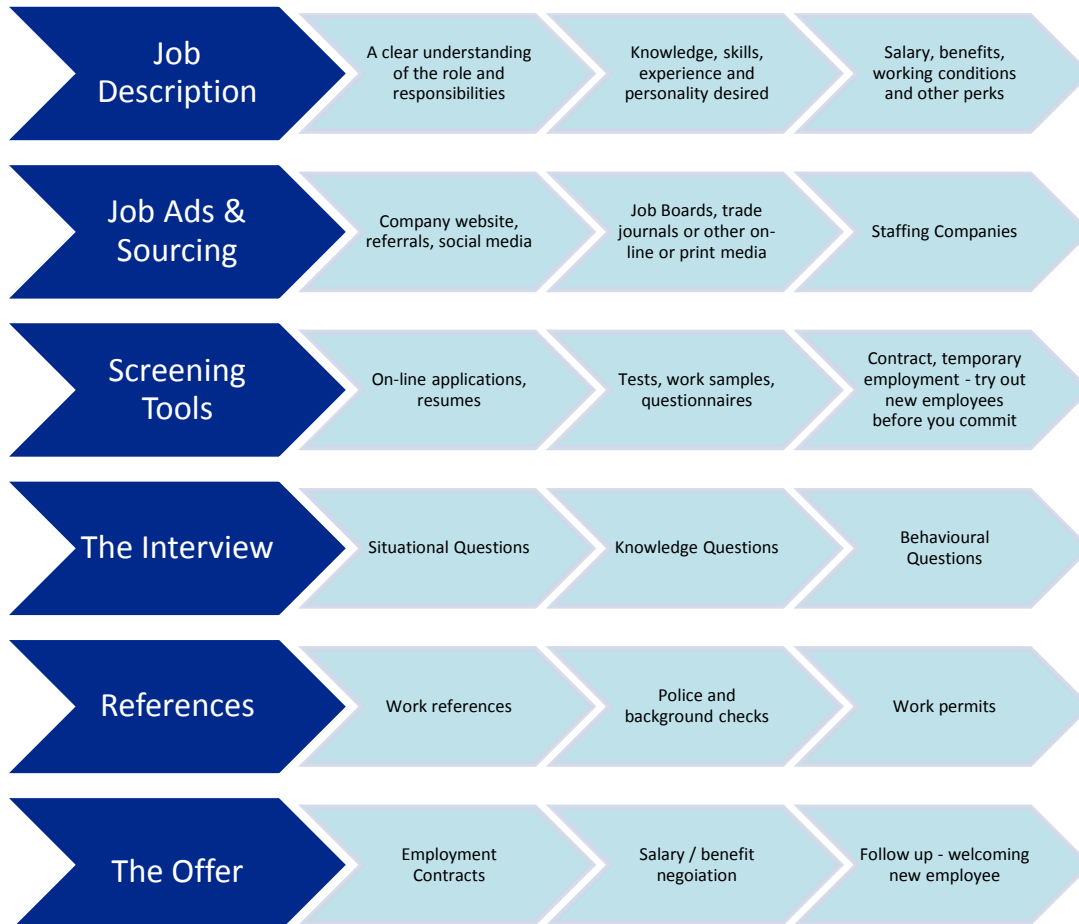 Job
Description
A clear understanding
of the role and
responsibilities
Knowledge, skills,
experience and
personality desired
Salary, benefits,
working conditions
and other perks
Job Ads &
Sourcing
Company website,
referrals, social media
Job Boards, trade
journals or other on-
line or print media
Staffing Companies
Screening
Tools
On-line applications,
resumes
Tests, work samples,
questionnaires
Contract, temporary
employment - try out
new employees
before you commit
The Interview
Situational Questions
Knowledge Questions
Behavioural
Questions
References
Work references
Police and
background checks
Work permits
The Offer
Employment
Contracts
Salary / benefit
negoiation
Follow up - welcoming
new employee